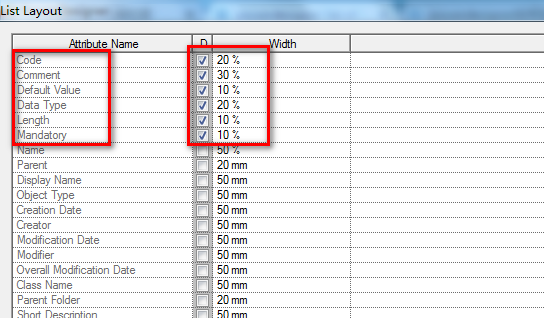 List Layout
Attribute Name D Width
Code 20 %
Comment 30 %
Default Value 10 %
Data Type 20 %
Length 10 %
Mandatory 10 %
Name 50 %
Parent 20 mm
Display Name 50 mm
Object Type 50 mm
Creation Date 50 mm
Creator 50 mm
Modification Date 50 mm
Modifier 50 mm
Overall Modification Date 50 mm
Class Name 50 mm
Parent Folder 20 mm
Short Description 50 mm